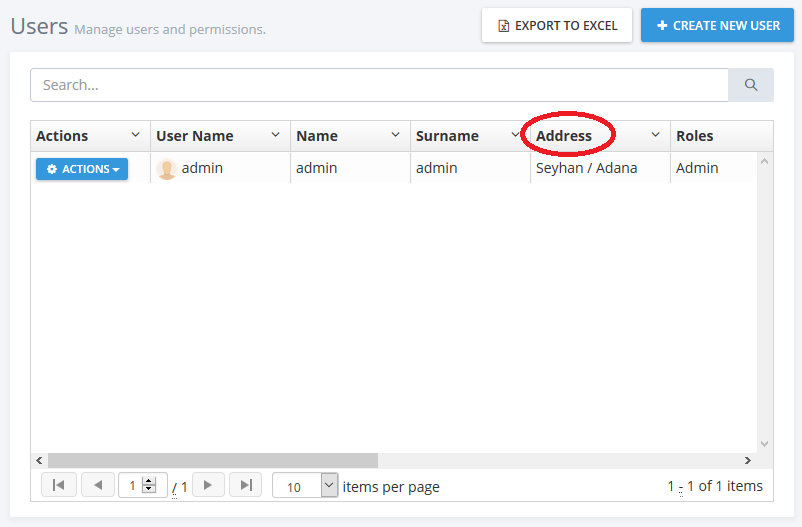 Users Manage users and permissions. EXPORT TO EXCEL CREATE NEW USER
Search...
Actions User Name Name Surname Address Roles
ACTIONS admin admin admin Seyhan / Adana Admin
1 / 1 10 items per page 1 - 1 of 1 items